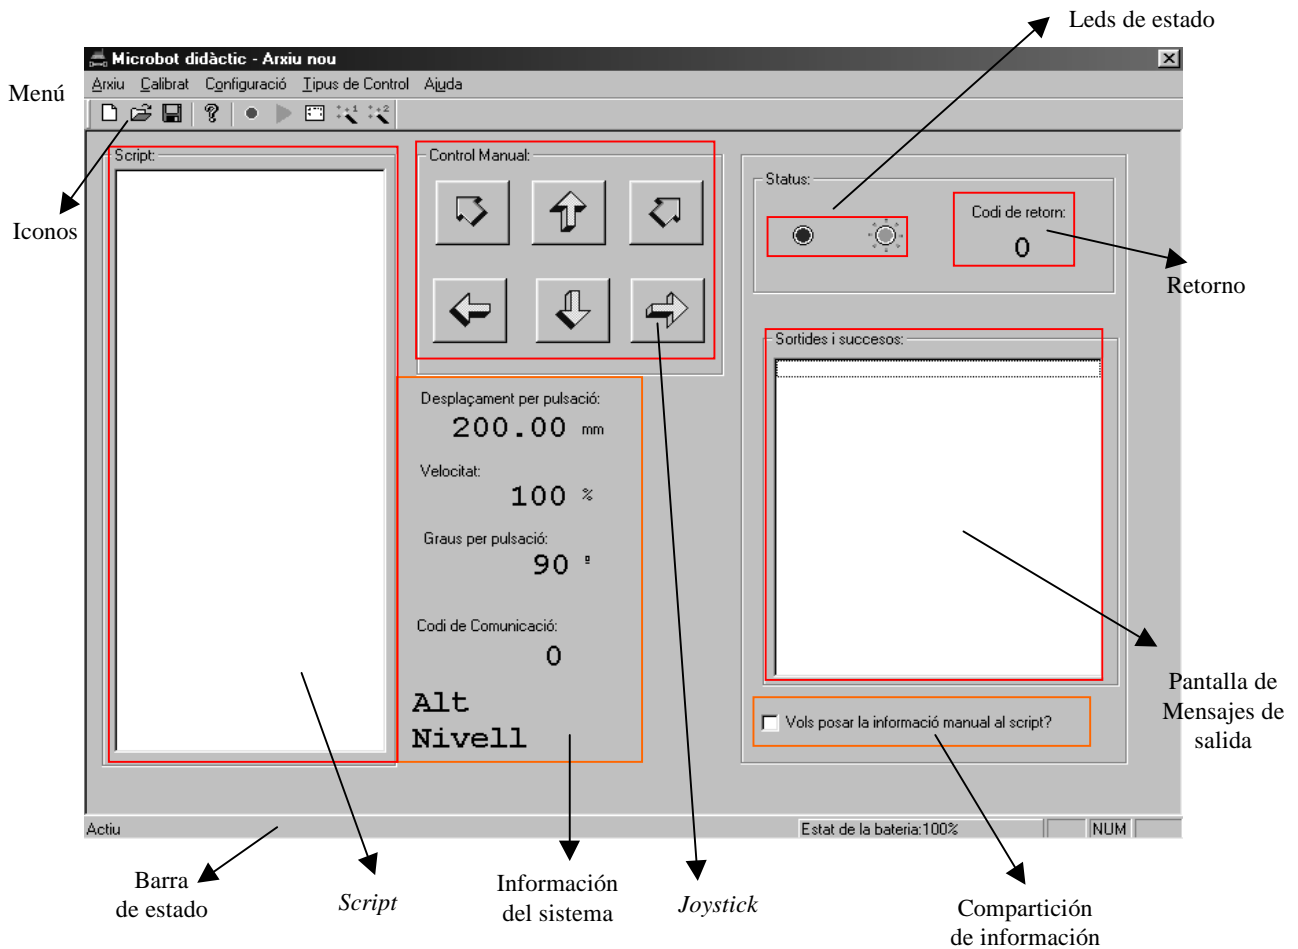 Leds de estado
Microbot didàctic - Arxiu nou
Menú
Arxiu Calibrat Configuració Tipus de Control Ajuda
Iconos
Script:
Control Manual:
Status:
Codi de retorn:
0
Retorno
Sortides i successos:
Desplaçament per pulsació:
200.00 mm
Velocitat:
100 %
Graus per pulsació:
90 º
Codi de Comunicació:
0
Alt
Nivell
Pantalla de
Mensajes de
salida
Vols posar la informació manual al script?
Actiu
Estat de la bateria:100%
NUM
Barra
de estado
Script
Información
del sistema
Joystick
Compartición
de información